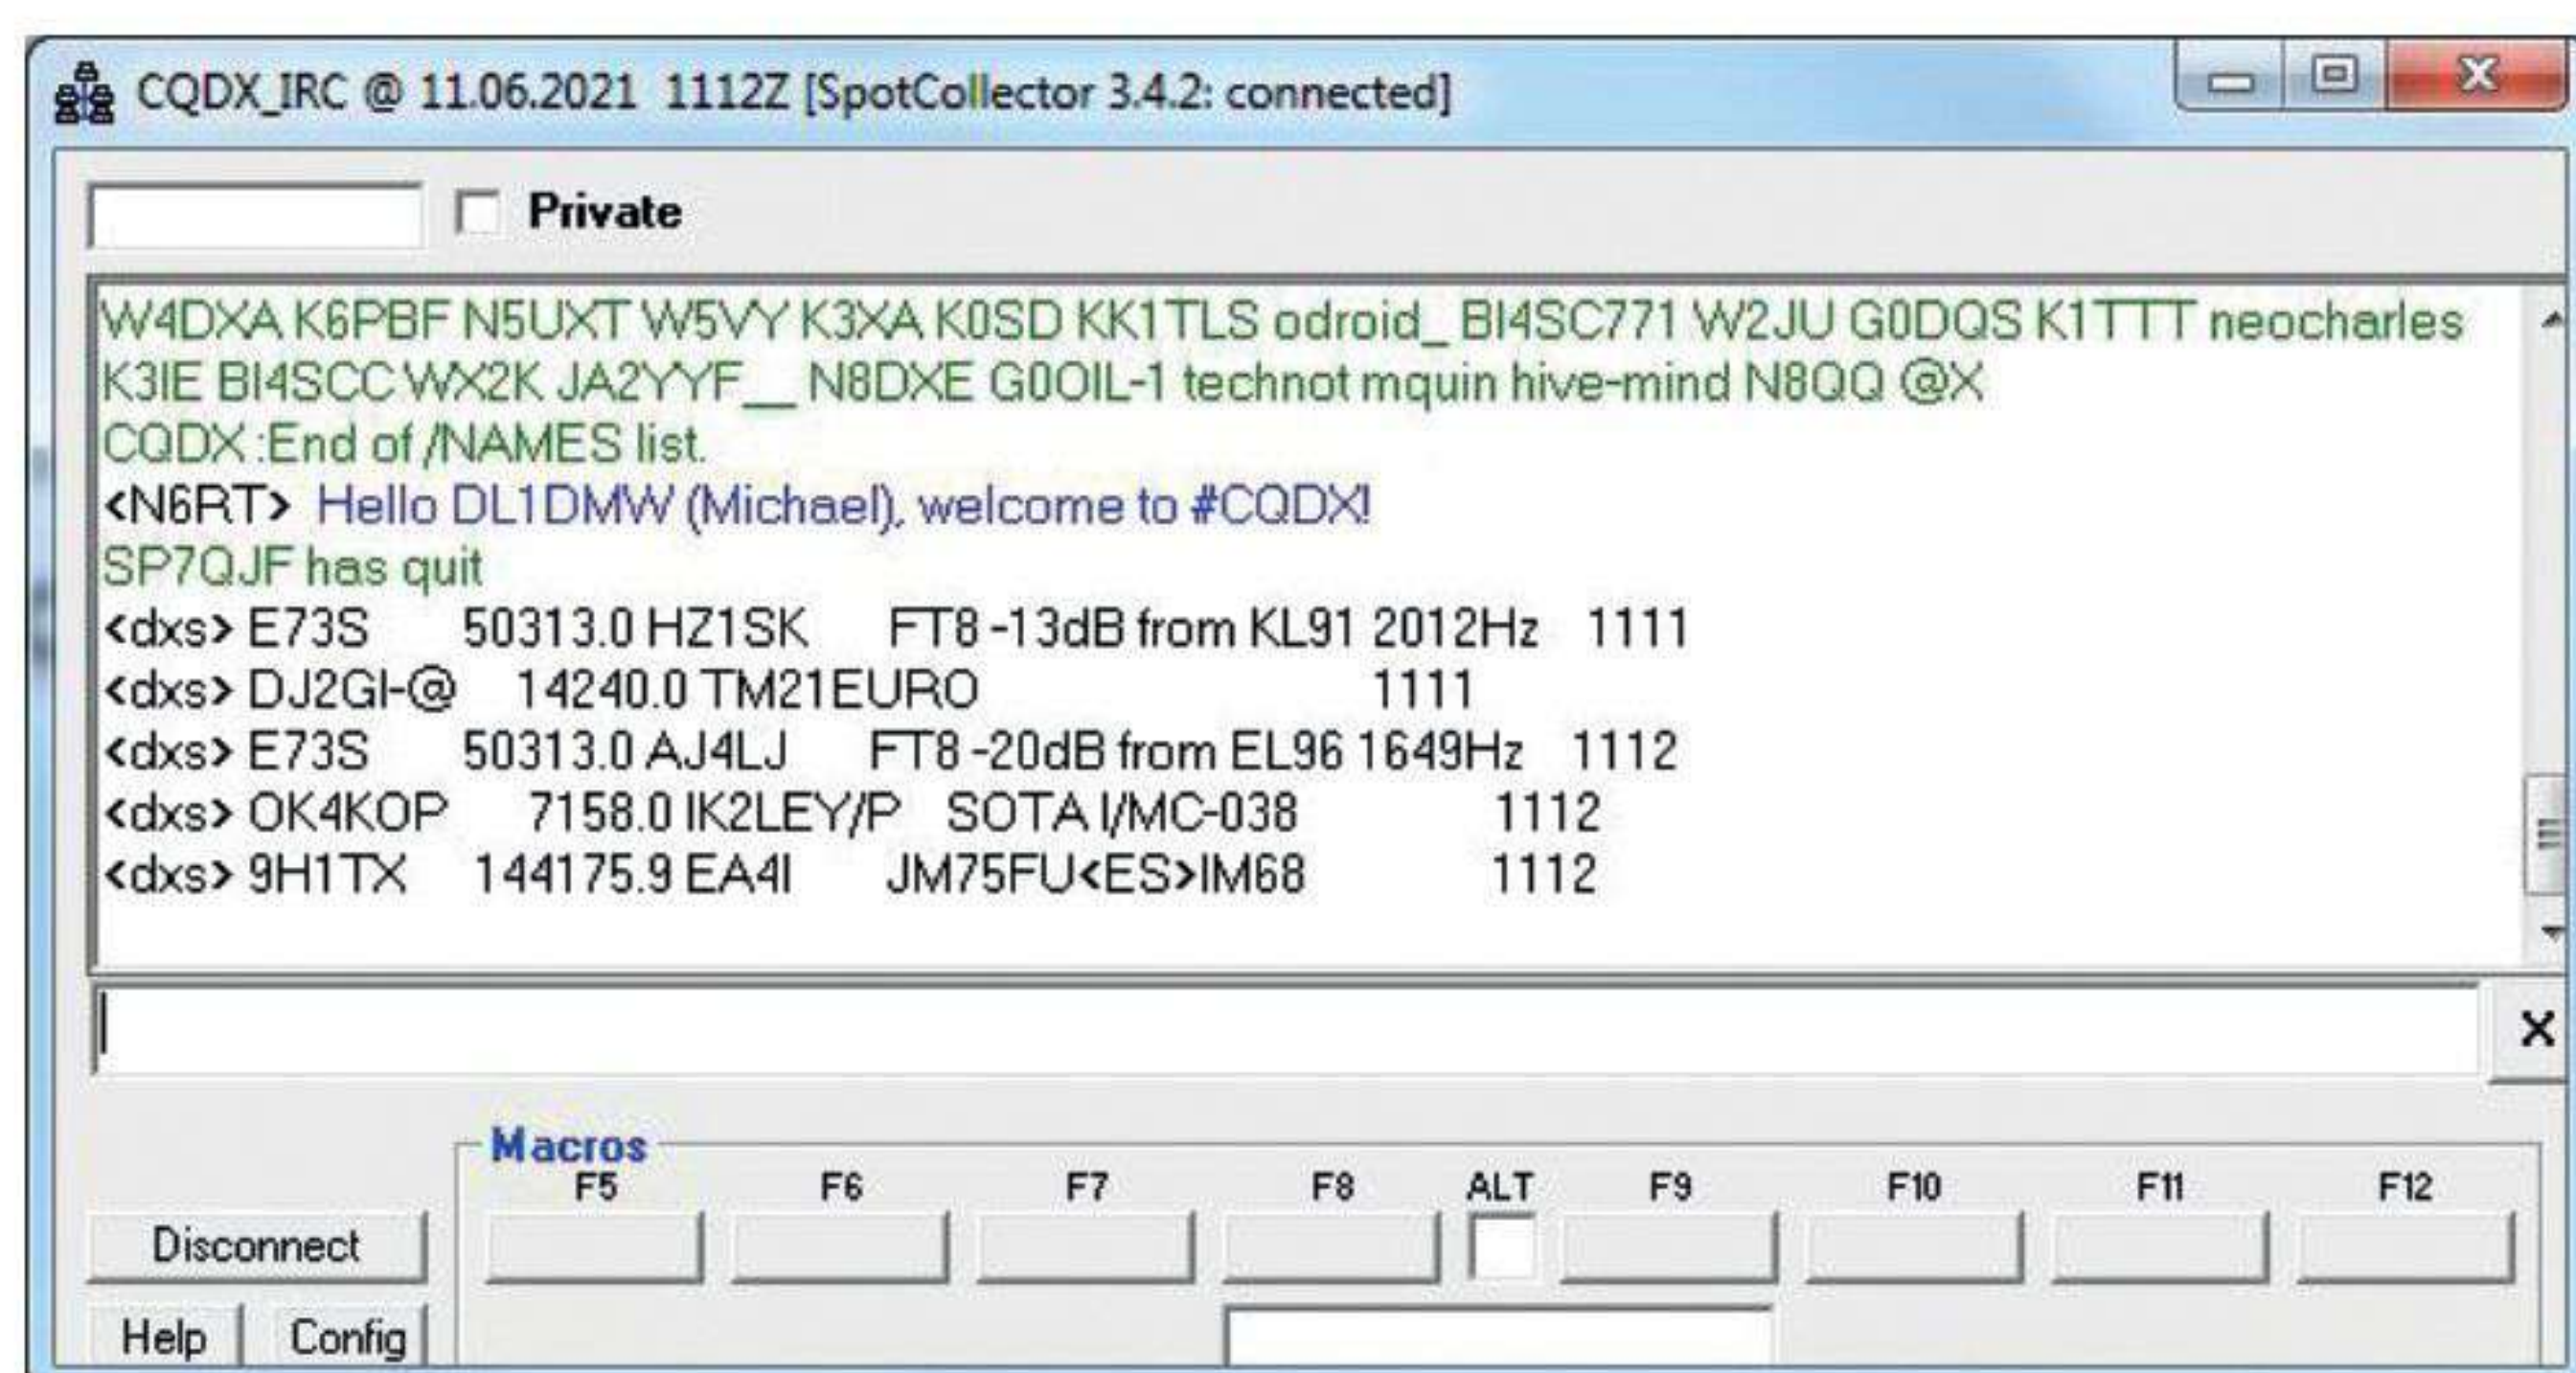 CQDX_IRC @ 11.06.2021 1112Z [SpotCollector 3.4.2: connected]
Private
W4DXA K6PBF N5UXT W5VY K3XA K0SD KK1TLS odroid_ BI4SC771 W2JU G0DQS K1TTT neocharles
K3IE BI4SCC WX2K JA2YYF__ N8DXE G0OIL-1 technot mquin hive-mind N8QQ @X
CQDX :End of /NAMES list.
<N6RT> Hello DL1DMW (Michael), welcome to #CQDX!
SP7QJF has quit
<dxs> E73S 50313.0 HZ1SK FT8 -13dB from KL91 2012Hz 1111
<dxs> DJ2GI-@ 14240.0 TM21EURO 1111
<dxs> E73S 50313.0 AJ4LJ FT8 -20dB from EL96 1649Hz 1112
<dxs> OK4KOP 7158.0 IK2LEY/P SOTA I/MC-038 1112
<dxs> 9H1TX 144175.9 EA4I JM75FU<ES>IM68 1112
X
Macros
F5 F6 F7 F8 ALT F9 F10 F11 F12
Disconnect
Help Config